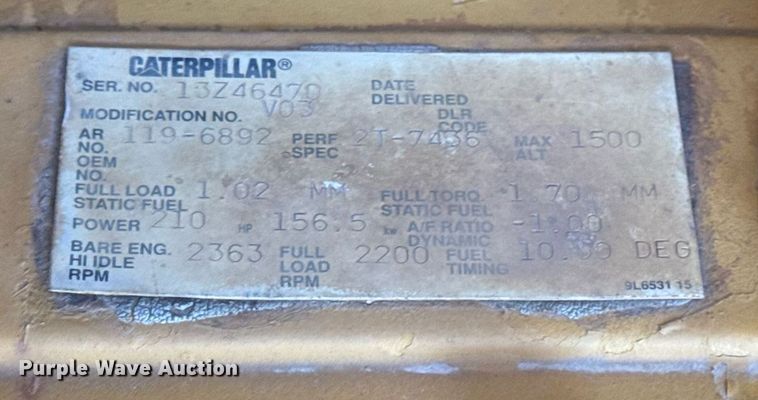 CATERPILLAR®
SER. NO. 13Z46470 DATE DELIVERED
MODIFICATION NO. V03 DLR CODE
AR NO. 119-6892 PERF SPEC 2T-7456 MAX ALT 1500
OEM NO.
FULL LOAD STATIC FUEL 1.02 MM FULL TORQ STATIC FUEL 1.70 MM
POWER 210 HP 156.5 kw A/F RATIO DYNAMIC -1.00
BARE ENG. HI IDLE RPM 2363 FULL LOAD RPM 2200 FUEL TIMING DEG
9L6531 15
Purple Wave Auction